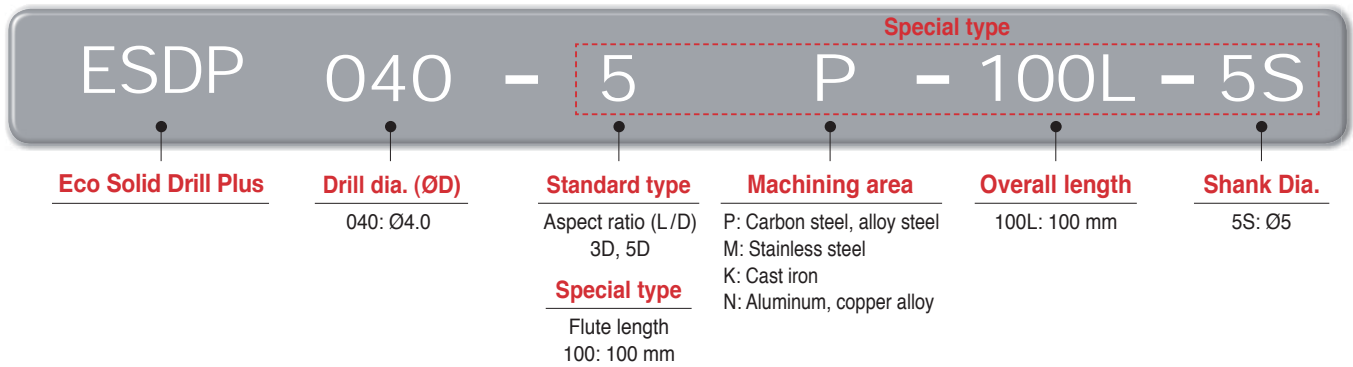 Special type
ESDP 040 - 5 P - 100L - 5S
Eco Solid Drill Plus
Drill dia. (ØD)
040: Ø4.0
Standard type
Aspect ratio (L/D)
3D, 5D
Special type
Flute length
100: 100 mm
Machining area
P: Carbon steel, alloy steel
M: Stainless steel
K: Cast iron
N: Aluminum, copper alloy
Overall length
100L: 100 mm
Shank Dia.
5S: Ø5